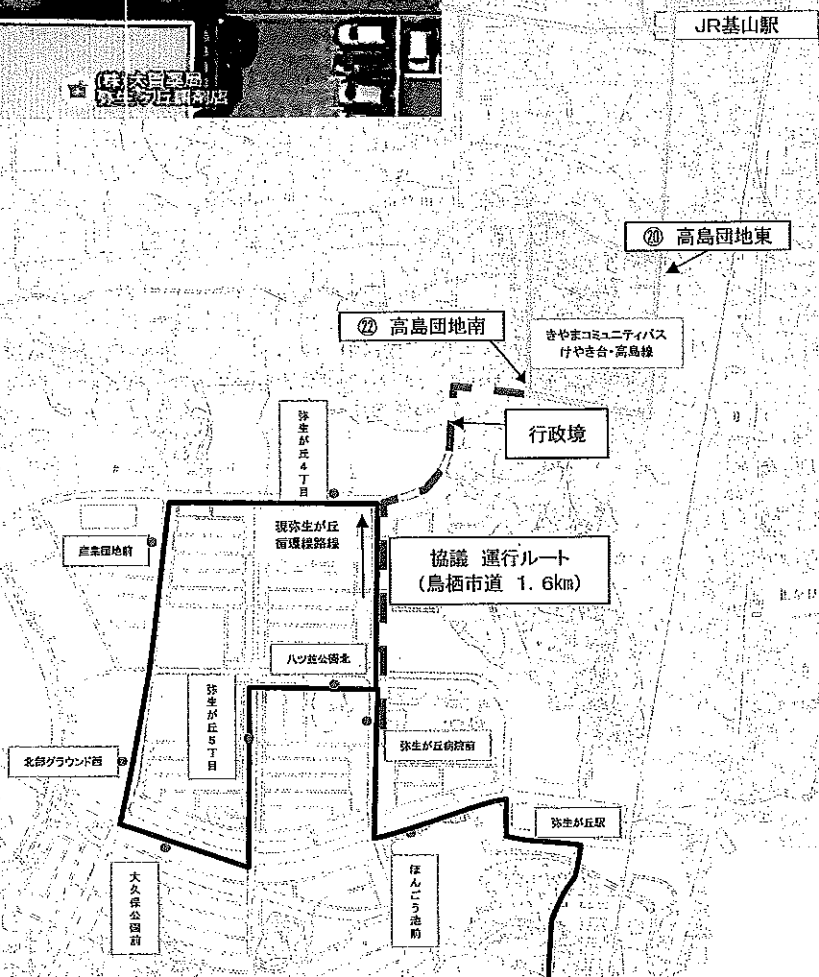 JR基山駅
(株)大
⑳ 高島団地東
㉒ 高島団地南
きやまコミュニティバス
けやき台・高島線
行政境
弥生が丘4丁目
現弥生が丘
循環線路線
産業団地前
協議 運行ルート
(鳥栖市道 1.6km)
八ツ並公園北
弥生が丘5丁目
弥生が丘病院前
北部グラウンド西
弥生が丘駅
大久保公園前
ほんごう池前